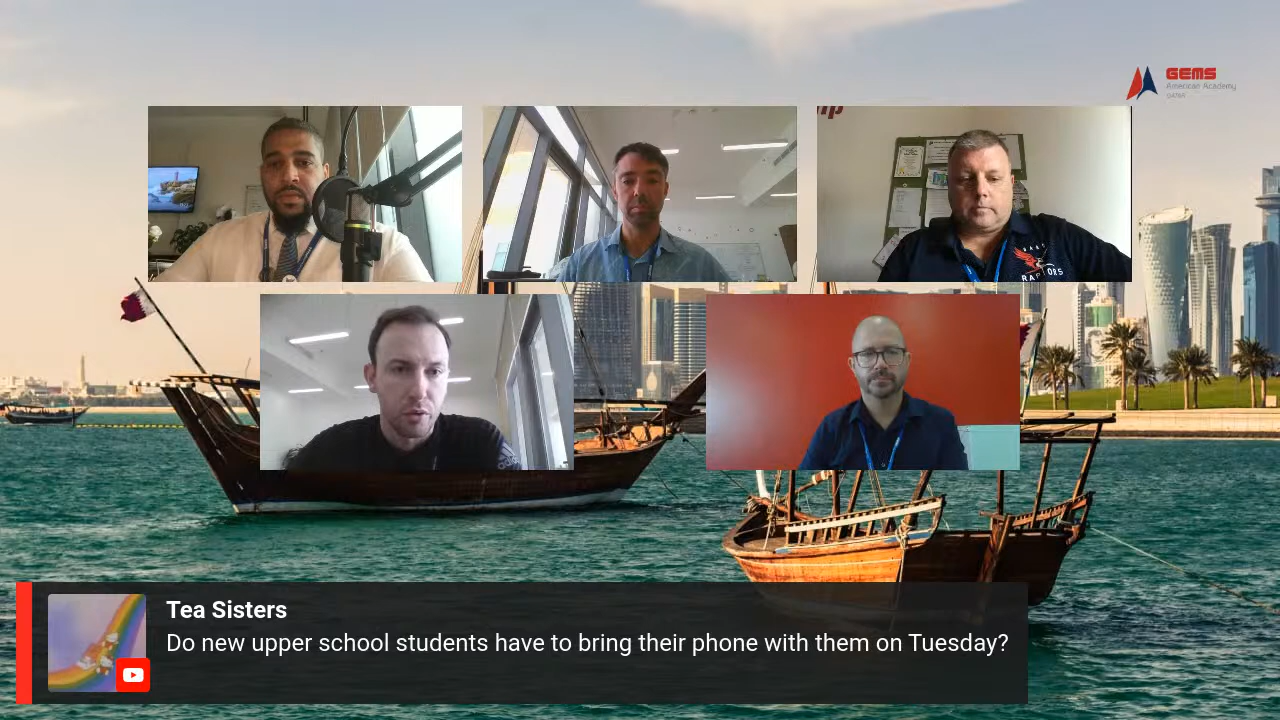 GEMS
American Academy
QATAR
RAPTORS
Tea Sisters
Do new upper school students have to bring their phone with them on Tuesday?